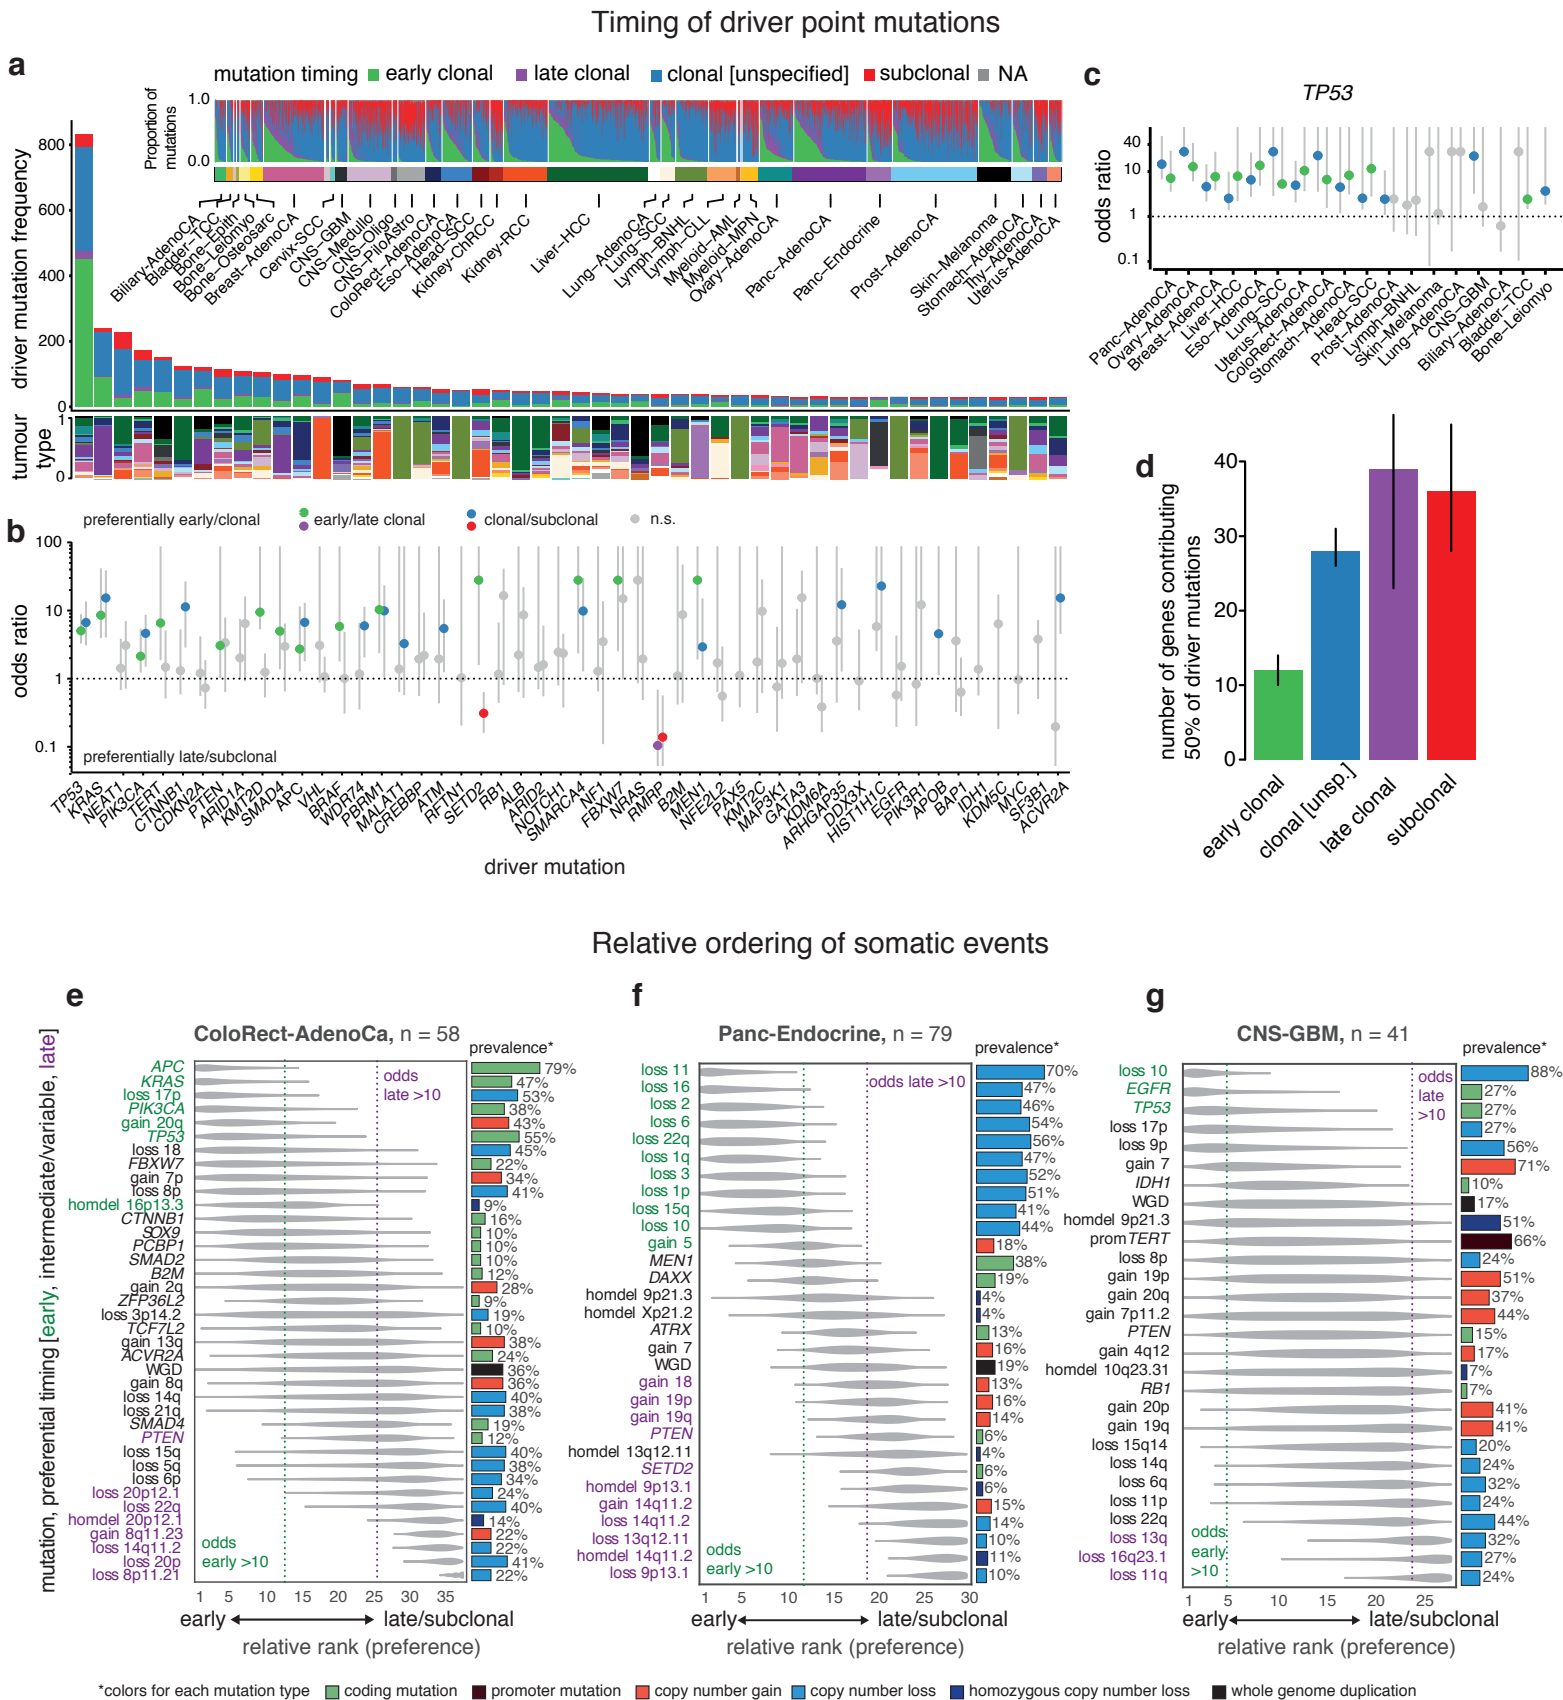 Timing of driver point mutations
a
mutation timing
early clonal
late clonal
clonal [unspecified]
subclonal
NA
Proportion of
mutations
1.0
0.0
driver mutation frequency
800
600
400
200
0
Biliary–AdenoCA
Bladder–TCC
Bone–Epith
Bone–Leiomyo
Bone–Osteosarc
Breast–AdenoCA
Cervix–SCC
CNS–GBM
CNS–Medullo
CNS–Oligo
CNS–PiloAstro
ColoRect–AdenoCA
Eso–AdenoCA
Head–SCC
Kidney–ChRCC
Kidney–RCC
Liver–HCC
Lung–AdenoCA
Lung–SCC
Lymph–BNHL
Lymph–CLL
Myeloid–AML
Myeloid–MPN
Ovary–AdenoCA
Panc–AdenoCA
Panc–Endocrine
Prost–AdenoCA
Skin–Melanoma
Stomach–AdenoCA
Thy–AdenoCA
Uterus–AdenoCA
tumour
type
1
0
b
preferentially early/clonal
early/late clonal
clonal/subclonal
n.s.
odds ratio
100
10
1
0.1
preferentially late/subclonal
TP53
KRAS
NEAT1
PIK3CA
TERT
CTNNB1
CDKN2A
PTEN
ARID1A
KMT2D
SMAD4
APC
VHL
BRAF
WDR74
PBRM1
MALAT1
CREBBP
ATM
RFTN1
SETD2
RB1
ALB
ARID2
NOTCH1
SMARCA4
NF1
FBXW7
NRAS
RMRP
B2M
MEN1
NFE2L2
PAX5
KMT2C
MAP3K1
GATA3
KDM6A
ARHGAP35
DDX3X
HIST1H1C
EGFR
PIK3R1
APOB
BAP1
IDH1
KDM5C
MYC
SF3B1
ACVR2A
driver mutation
c
TP53
odds ratio
40
10
1
0.1
Panc–AdenoCA
Ovary–AdenoCA
Breast–AdenoCA
Liver–HCC
Eso–AdenoCA
Lung–SCC
Uterus–AdenoCA
ColoRect–AdenoCA
Stomach–AdenoCA
Head–SCC
Prost–AdenoCA
Lymph–BNHL
Skin–Melanoma
Lung–AdenoCA
CNS–GBM
Biliary–AdenoCA
Bladder–TCC
Bone–Leiomyo
d
number of genes contributing
50% of driver mutations
40
30
20
10
0
early clonal
clonal [unsp.]
late clonal
subclonal
Relative ordering of somatic events
mutation, preferential timing [early, intermediate/variable, late]
e
ColoRect-AdenoCa, n = 58
prevalence*
odds
late >10
APC 79%
KRAS 47%
loss 17p 53%
PIK3CA 38%
gain 20q 43%
TP53 55%
loss 18 45%
FBXW7 22%
gain 7p 34%
loss 8p 41%
homdel 16p13.3 9%
CTNNB1 16%
SOX9 10%
PCBP1 10%
SMAD2 10%
B2M 12%
gain 2q 28%
ZFP36L2 9%
loss 3p14.2 19%
TCF7L2 10%
gain 13q 38%
ACVR2A 24%
WGD 36%
gain 8q 36%
loss 14q 40%
loss 21q 38%
SMAD4 19%
PTEN 12%
loss 15q 40%
loss 5q 38%
loss 6p 34%
loss 20p12.1 24%
loss 22q 40%
homdel 20p12.1 14%
gain 8q11.23 22%
loss 14q11.2 22%
loss 20p 41%
loss 8p11.21 22%
odds
early >10
1 5 10 15 20 25 30 35
early late/subclonal
relative rank (preference)
f
Panc-Endocrine, n = 79
prevalence*
odds late >10
loss 11 70%
loss 16 47%
loss 2 46%
loss 6 54%
loss 22q 56%
loss 1q 47%
loss 3 52%
loss 1p 51%
loss 15q 41%
loss 10 44%
gain 5 18%
MEN1 38%
DAXX 19%
homdel 9p21.3 4%
homdel Xp21.2 4%
ATRX 13%
gain 7 16%
WGD 19%
gain 18 13%
gain 19p 16%
gain 19q 14%
PTEN 6%
homdel 13q12.11 4%
SETD2 6%
homdel 9p13.1 6%
gain 14q11.2 15%
loss 14q11.2 14%
loss 13q12.11 10%
homdel 14q11.2 11%
loss 9p13.1 10%
odds
early >10
1 5 10 15 20 25 30
early late/subclonal
relative rank (preference)
g
CNS-GBM, n = 41
prevalence*
odds
late
>10
loss 10 88%
EGFR 27%
TP53 27%
loss 17p 27%
loss 9p 56%
gain 7 71%
IDH1 10%
WGD 17%
homdel 9p21.3 51%
promTERT 66%
loss 8p 24%
gain 19p 51%
gain 20q 37%
gain 7p11.2 44%
PTEN 15%
gain 4q12 17%
homdel 10q23.31 7%
RB1 7%
gain 20p 41%
gain 19q 41%
loss 15q14 20%
loss 14q 24%
loss 6q 32%
loss 11p 24%
loss 22q 44%
loss 13q 32%
loss 16q23.1 27%
loss 11q 24%
odds
early
>10
1 5 10 15 20 25
early late/subclonal
relative rank (preference)
*colors for each mutation type
coding mutation
promoter mutation
copy number gain
copy number loss
homozygous copy number loss
whole genome duplication